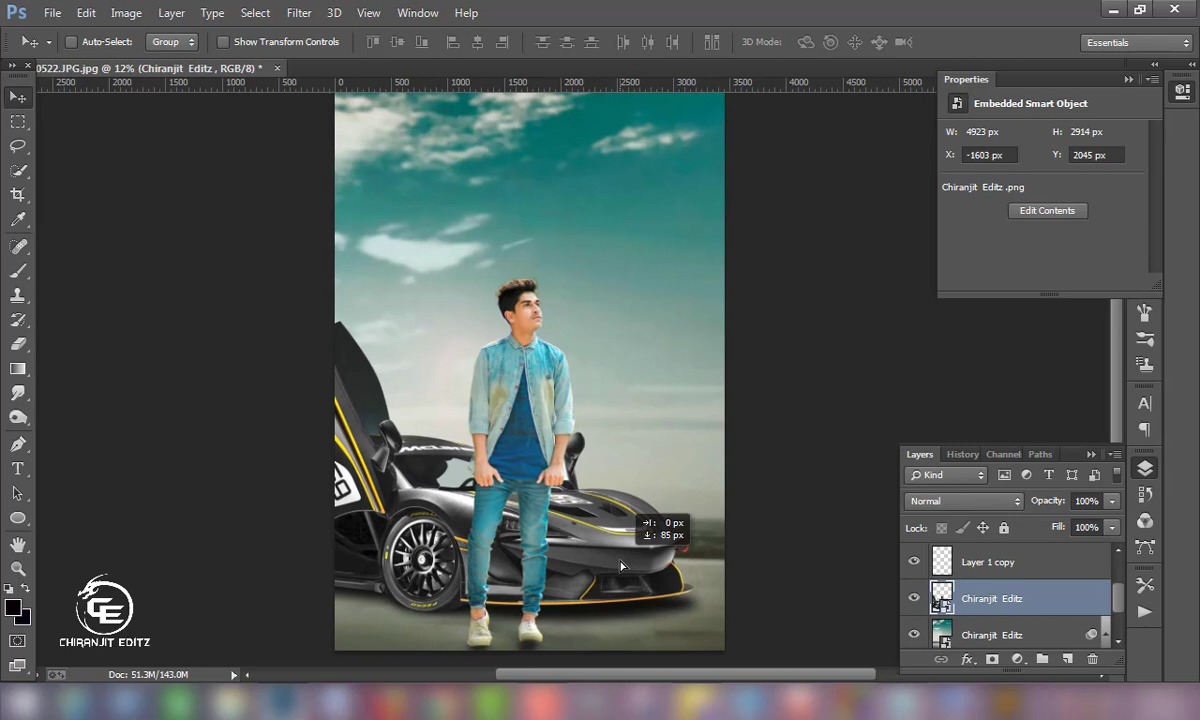 Ps File Edit Image Layer Type Select Filter 3D View Window Help
Auto-Select: Group Show Transform Controls 3D Mode: Essentials
0522.JPG.jpg @ 12% (Chiranjit Editz , RGB/8) * ×
2500 2000 1500 1000 500 0 500 1000 1500 2000 2500 3000 3500 4000 4500 5000
Properties
Embedded Smart Object
W: 4923 px H: 2914 px
X: -1603 px Y: 2045 px
Chiranjit Editz .png
Edit Contents
MCL
0 px
85 px
Layers History Channel Paths
Kind
Normal Opacity: 100%
Lock: Fill: 100%
Layer 1 copy
Chiranjit Editz
Chiranjit Editz
fx
CE
CHIRANJIT EDITZ
Doc: 51.3M/143.0M